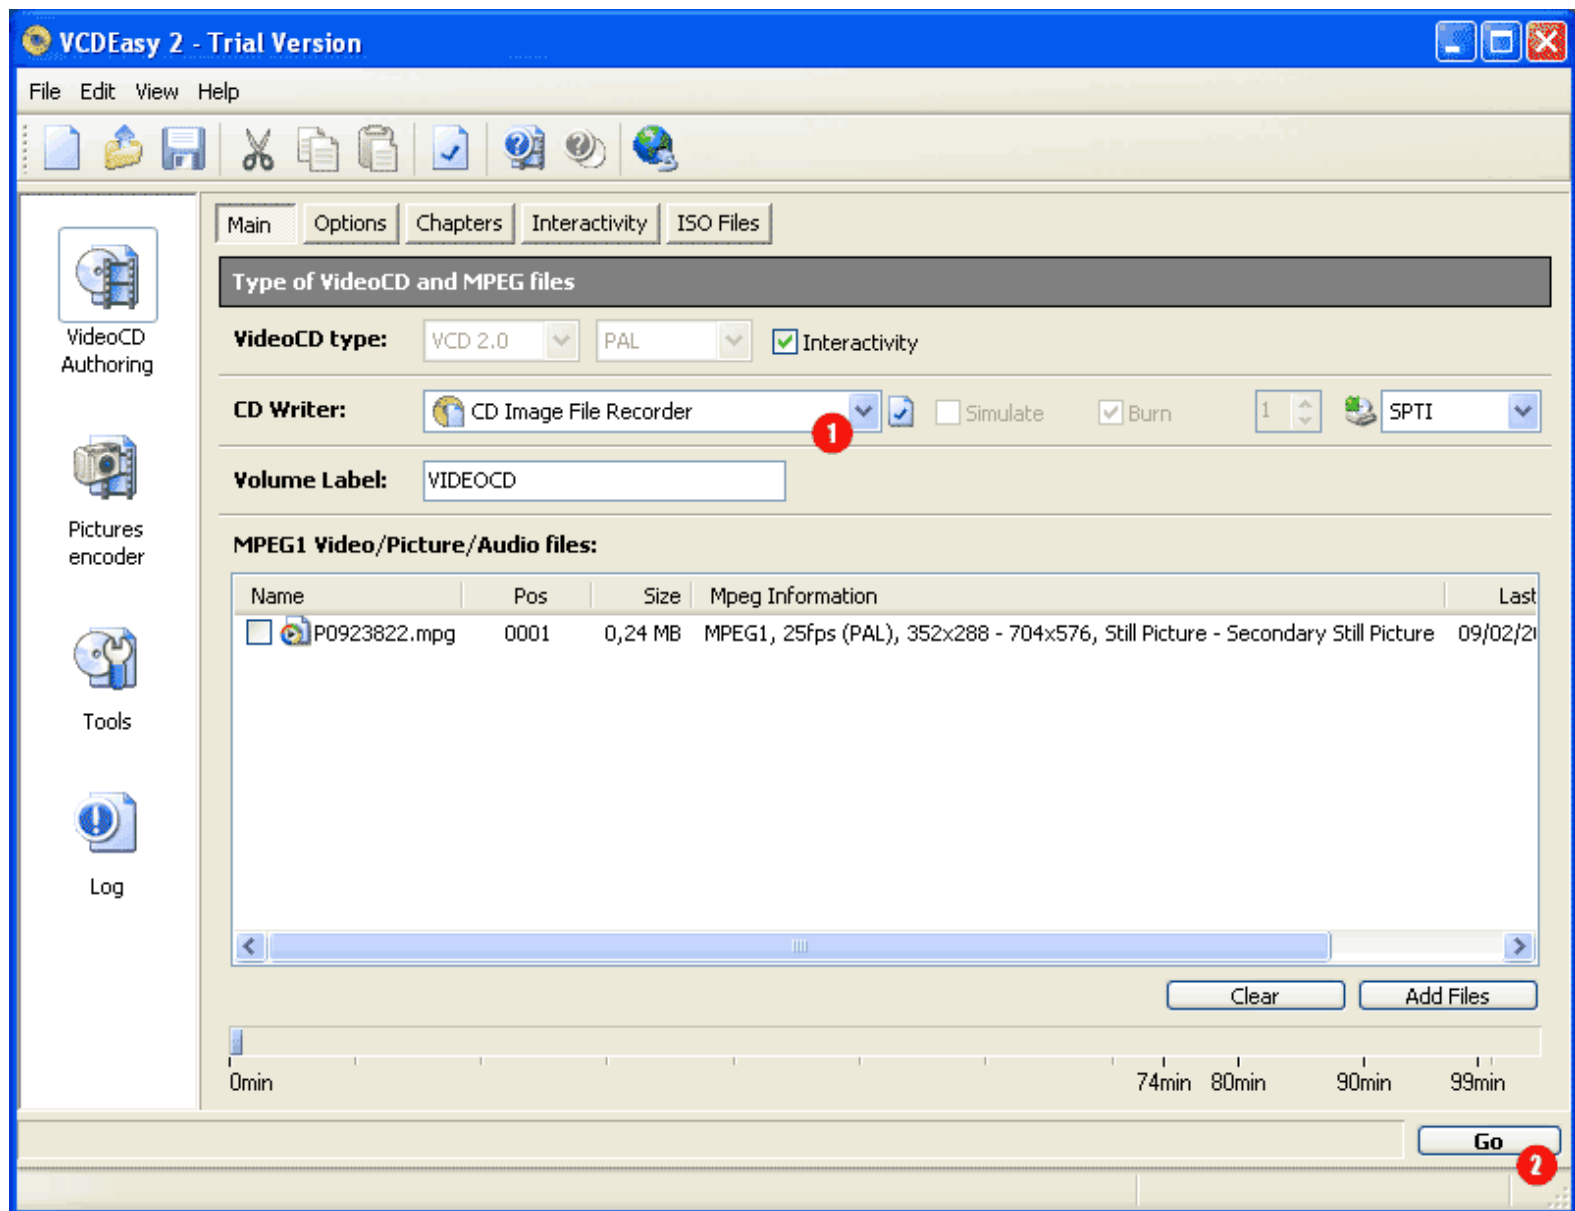 VCDEasy 2 - Trial Version
File Edit View Help
Main Options Chapters Interactivity ISO Files
Type of VideoCD and MPEG files
VideoCD type: VCD 2.0 PAL Interactivity
CD Writer: CD Image File Recorder Simulate Burn 1 SPTI
1
Volume Label: VIDEOCD
MPEG1 Video/Picture/Audio files:
Name Pos Size Mpeg Information Last
P0923822.mpg 0001 0,24 MB MPEG1, 25fps (PAL), 352x288 - 704x576, Still Picture - Secondary Still Picture 09/02/2
VideoCD
Authoring
Pictures
encoder
Tools
Log
Clear Add Files
0min 74min 80min 90min 99min
Go
2